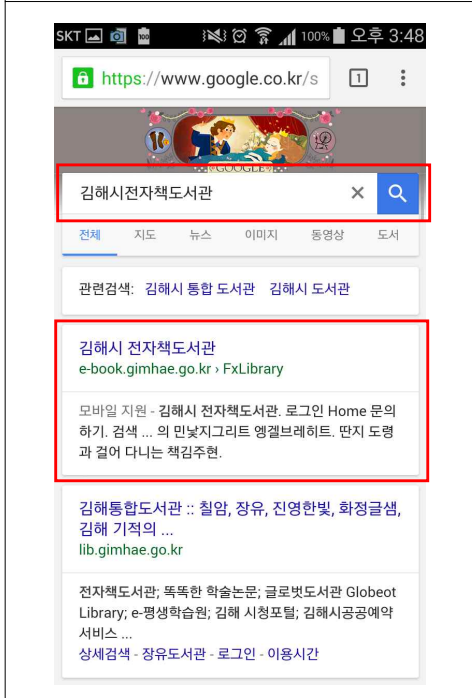 SKT 100 100% 오후 3:48
https://www.google.co.kr/s 1
GOOGLE
김해시전자책도서관
전체 지도 뉴스 이미지 동영상 도서
관련검색: 김해시 통합 도서관 김해시 도서관
김해시 전자책도서관
e-book.gimhae.go.kr › FxLibrary
모바일 지원 - 김해시 전자책도서관. 로그인 Home 문의
하기. 검색 ... 의 민낯지그리트 엥겔브레히트. 딴지 도령
과 걸어 다니는 책김주현.
김해통합도서관 :: 칠암, 장유, 진영한빛, 화정글샘,
김해 기적의 ...
lib.gimhae.go.kr
전자책도서관; 똑똑한 학술논문; 글로벗도서관 Globeot
Library; e-평생학습원; 김해 시청포털; 김해시공공예약
서비스 ...
상세검색 - 장유도서관 - 로그인 - 이용시간